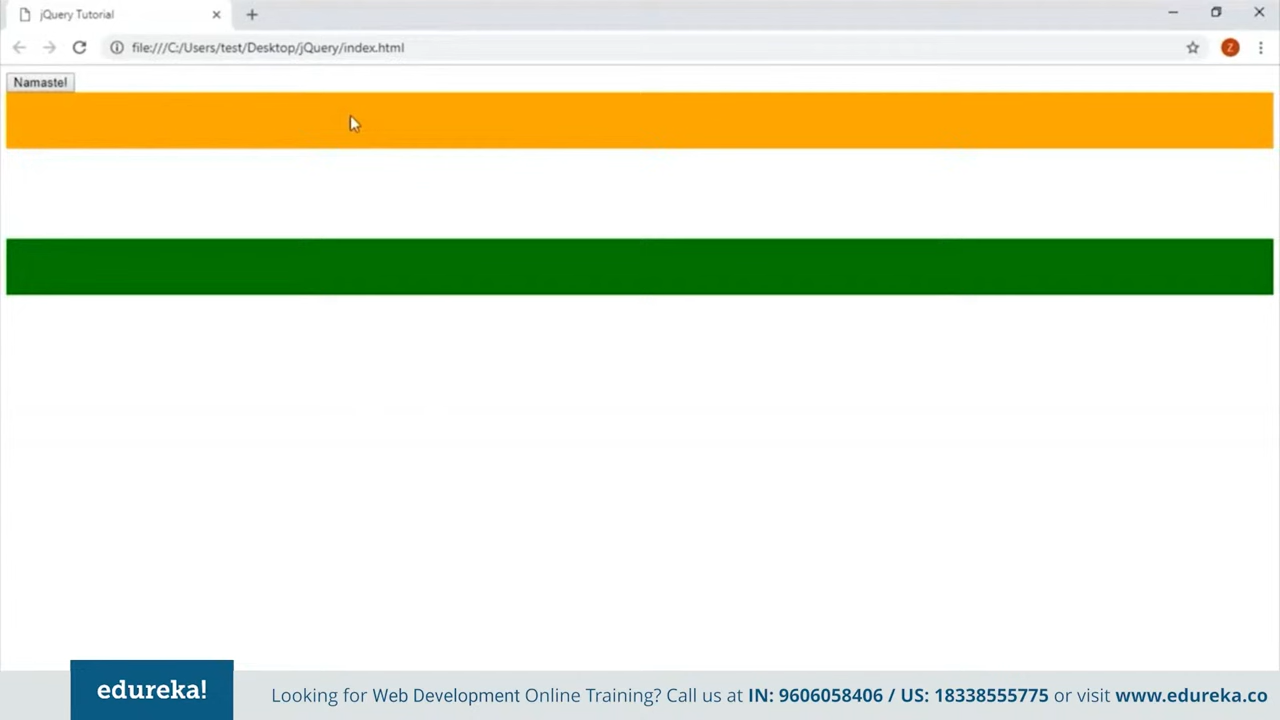 jQuery Tutorial
file:///C:/Users/test/Desktop/jQuery/index.html
Z
Namaste!
edureka!
Looking for Web Development Online Training? Call us at IN: 9606058406 / US: 18338555775 or visit www.edureka.co